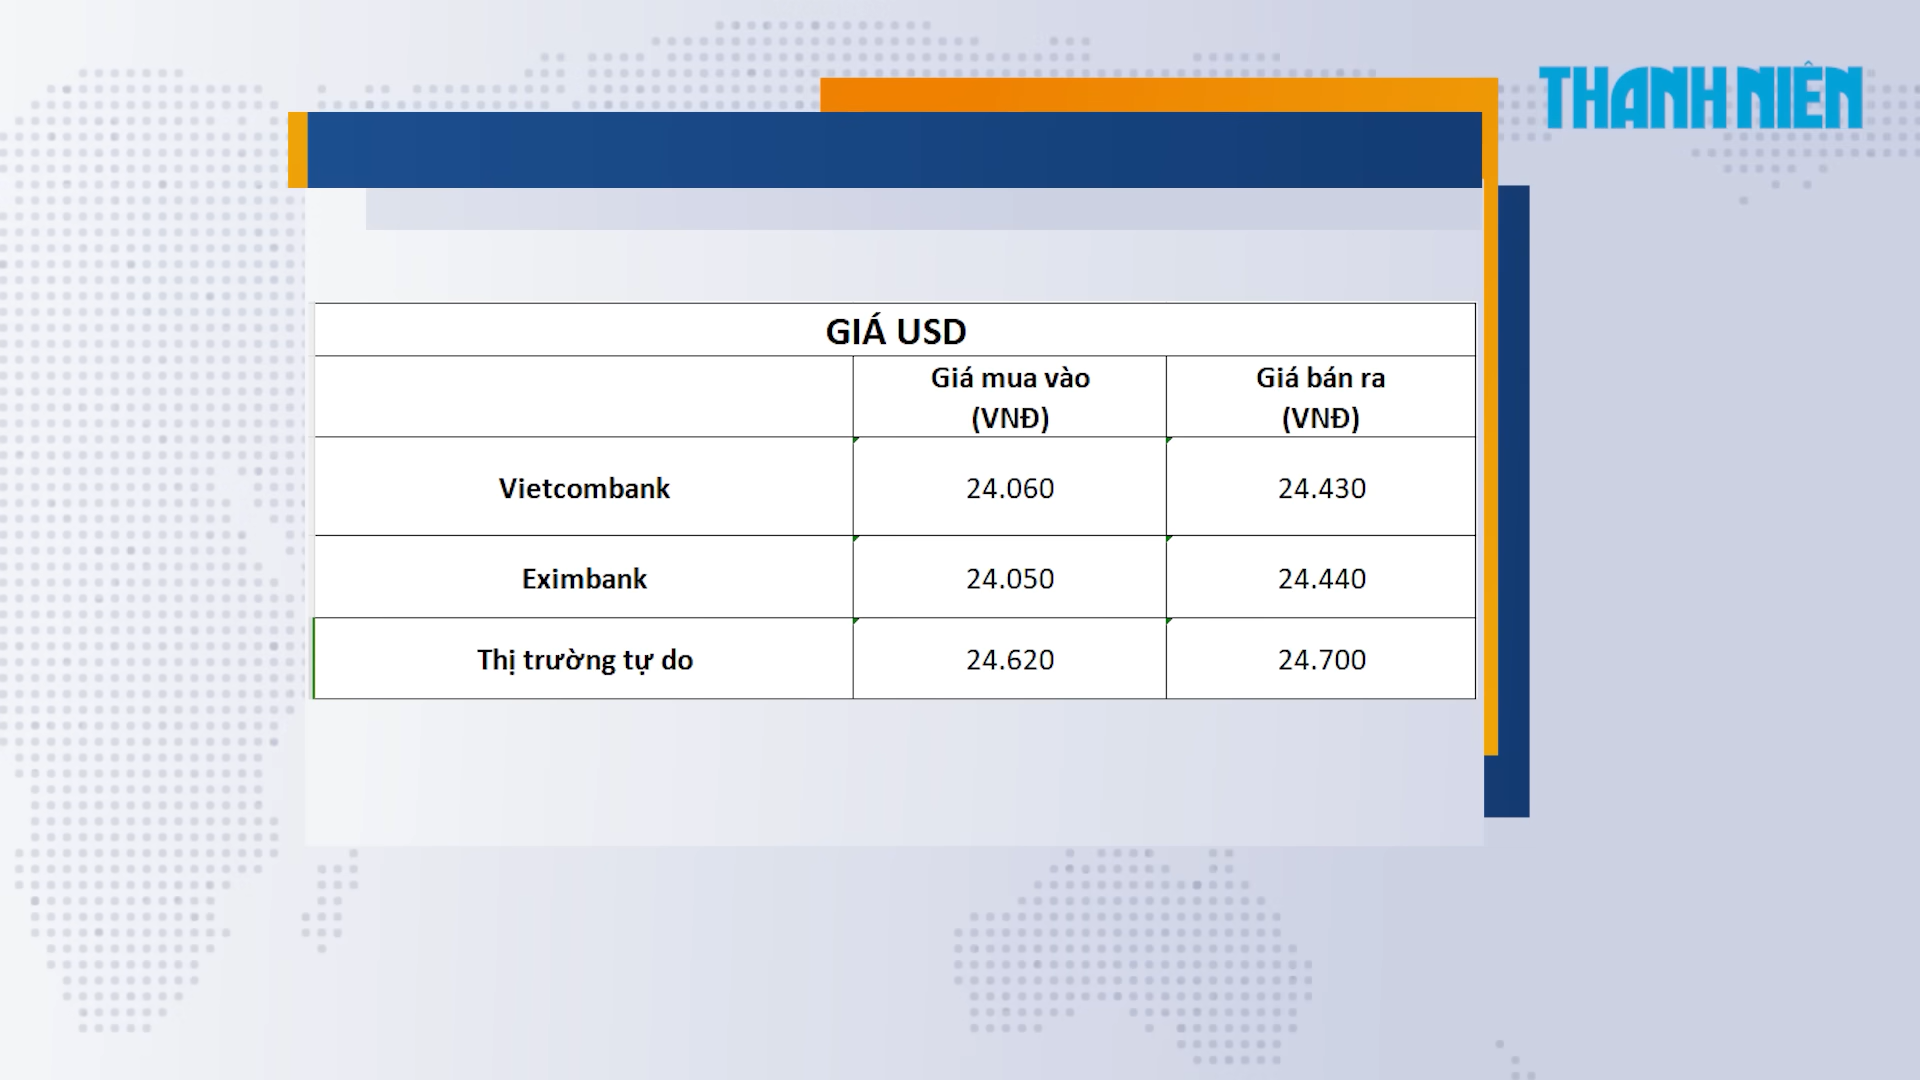 THANH NIÊN
GIÁ USD
Giá mua vào
(VNĐ)
Giá bán ra
(VNĐ)
Vietcombank
24.060
24.430
Eximbank
24.050
24.440
Thị trường tự do
24.620
24.700